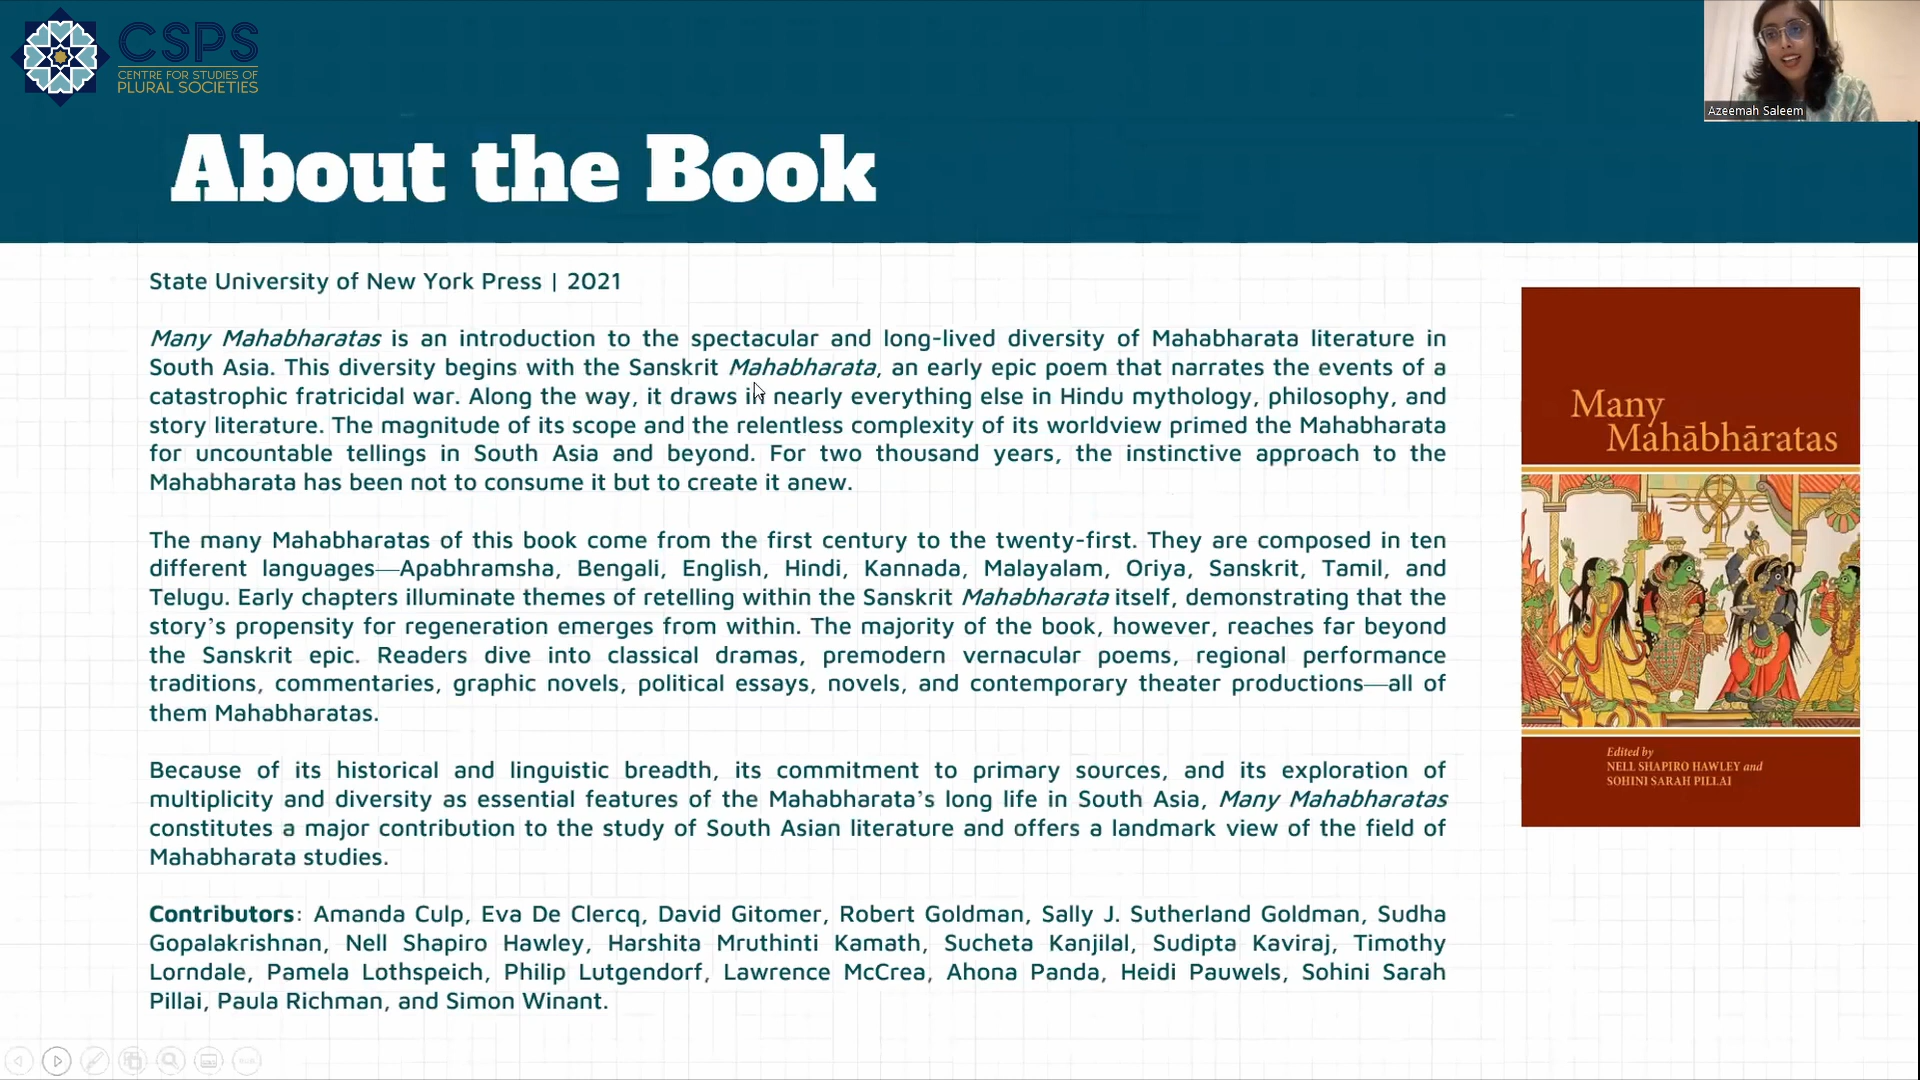 CSPS
CENTRE FOR STUDIES OF
PLURAL SOCIETIES
Azeemah Saleem
About the Book
State University of New York Press | 2021
Many Mahabharatas is an introduction to the spectacular and long-lived diversity of Mahabharata literature in
South Asia. This diversity begins with the Sanskrit Mahabharata, an early epic poem that narrates the events of a
catastrophic fratricidal war. Along the way, it draws in nearly everything else in Hindu mythology, philosophy, and
story literature. The magnitude of its scope and the relentless complexity of its worldview primed the Mahabharata
for uncountable tellings in South Asia and beyond. For two thousand years, the instinctive approach to the
Mahabharata has been not to consume it but to create it anew.
The many Mahabharatas of this book come from the first century to the twenty-first. They are composed in ten
different languages—Apabhramsha, Bengali, English, Hindi, Kannada, Malayalam, Oriya, Sanskrit, Tamil, and
Telugu. Early chapters illuminate themes of retelling within the Sanskrit Mahabharata itself, demonstrating that the
story’s propensity for regeneration emerges from within. The majority of the book, however, reaches far beyond
the Sanskrit epic. Readers dive into classical dramas, premodern vernacular poems, regional performance
traditions, commentaries, graphic novels, political essays, novels, and contemporary theater productions—all of
them Mahabharatas.
Because of its historical and linguistic breadth, its commitment to primary sources, and its exploration of
multiplicity and diversity as essential features of the Mahabharata’s long life in South Asia, Many Mahabharatas
constitutes a major contribution to the study of South Asian literature and offers a landmark view of the field of
Mahabharata studies.
Contributors: Amanda Culp, Eva De Clercq, David Gitomer, Robert Goldman, Sally J. Sutherland Goldman, Sudha
Gopalakrishnan, Nell Shapiro Hawley, Harshita Mruthinti Kamath, Sucheta Kanjilal, Sudipta Kaviraj, Timothy
Lorndale, Pamela Lothspeich, Philip Lutgendorf, Lawrence McCrea, Ahona Panda, Heidi Pauwels, Sohini Sarah
Pillai, Paula Richman, and Simon Winant.
Many
Mahābhāratas
Edited by
NELL SHAPIRO HAWLEY and
SOHINI SARAH PILLAI